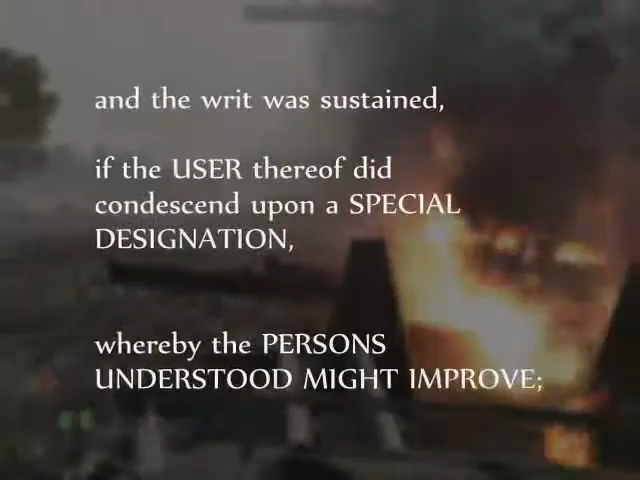 and the writ was sustained,
if the USER thereof did
condescend upon a SPECIAL
DESIGNATION,
whereby the PERSONS
UNDERSTOOD MIGHT IMPROVE;